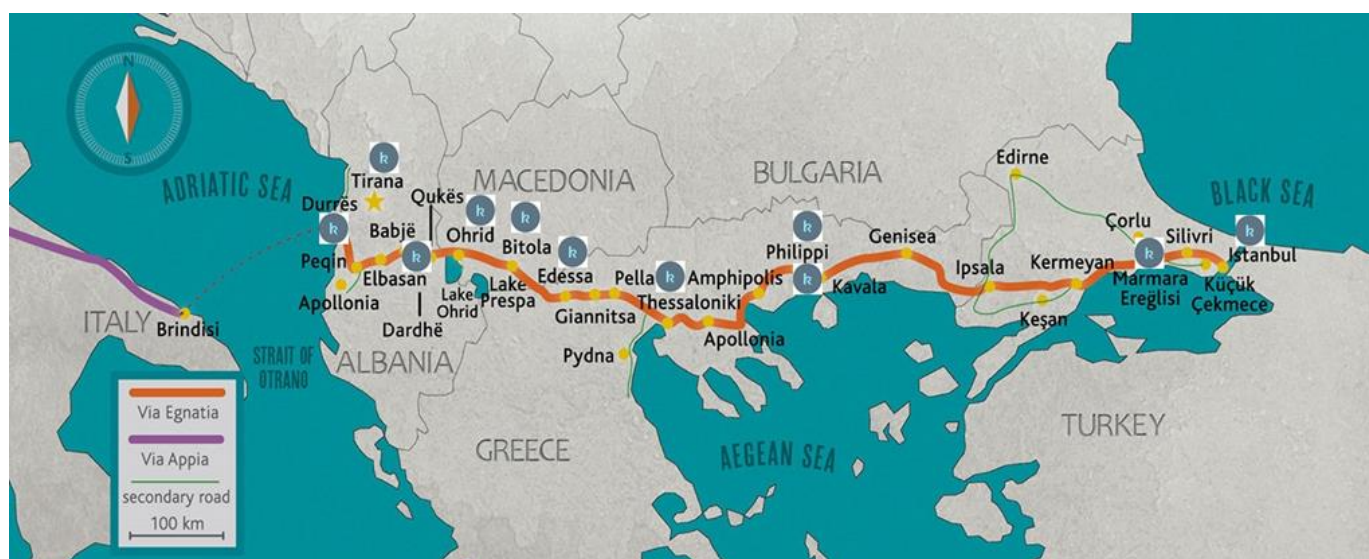 N
S
ADRIATIC SEA
Tirana
Durrës
Qukës
Babjë
MACEDONIA
BULGARIA
BLACK SEA
Edirne
Ohrid
Bitola
Edessa
Pella
Amphipolis
Philippi
Genisea
Ipsala
Kermeyan
Çorlu
Silivri
Istanbul
Peqin
Elbasan
Apollonia
Dardhë
Lake
Ohrid
Lake
Prespa
Giannitsa
Thessaloniki
Kavala
Apollonia
Keşan
Marmara
Ereğlisi
Küçük
Çekmece
ITALY
Brindisi
STRAIT OF
OTRANO
ALBANIA
Pydna
GREECE
AEGEAN SEA
TURKEY
Via Egnatia
Via Appia
secondary road
100 km
k
k
k
k
k
k
k
k
k
k
k